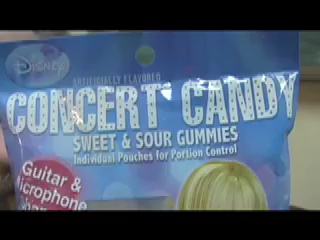 Disney
ARTIFICIALLY FLAVORED
CONCERT CANDY
SWEET & SOUR GUMMIES
Individual Pouches for Portion Control
Guitar &
Microphone